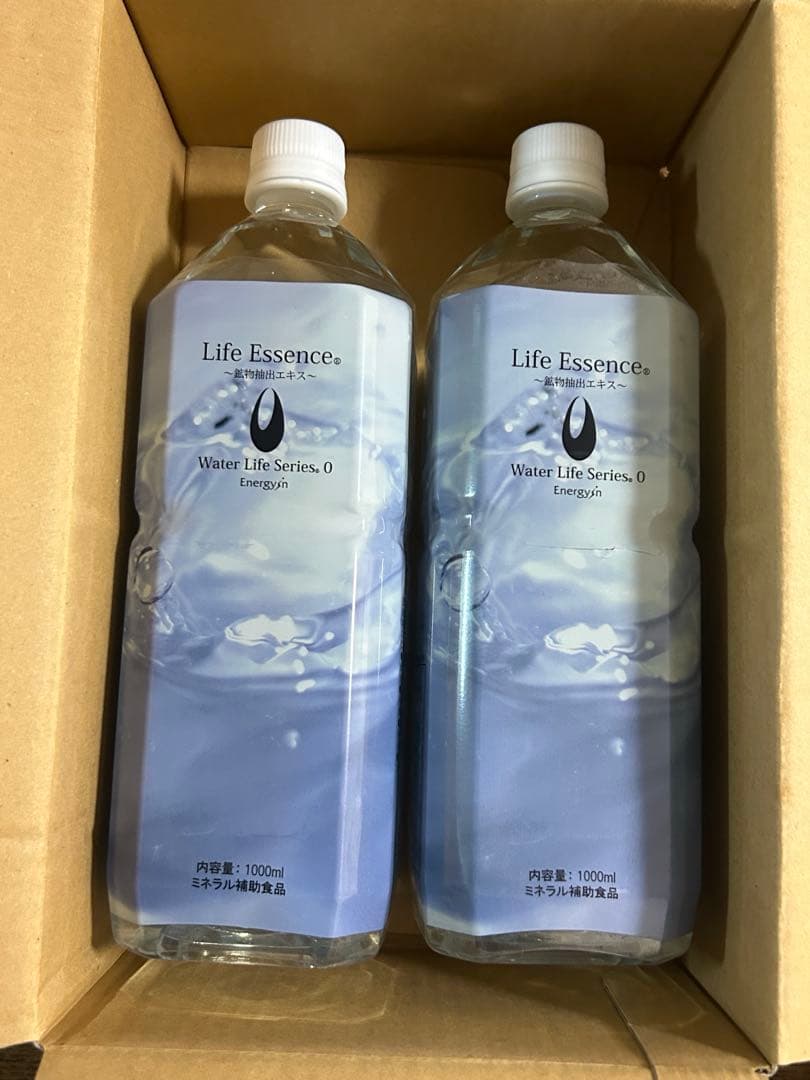 Life Essence®
～鉱物抽出エキス～
Water Life Series® 0
Energysin
内容量：1000ml
ミネラル補助食品
Life Essence®
～鉱物抽出エキス～
Water Life Series® 0
Energysin
内容量：1000ml
ミネラル補助食品